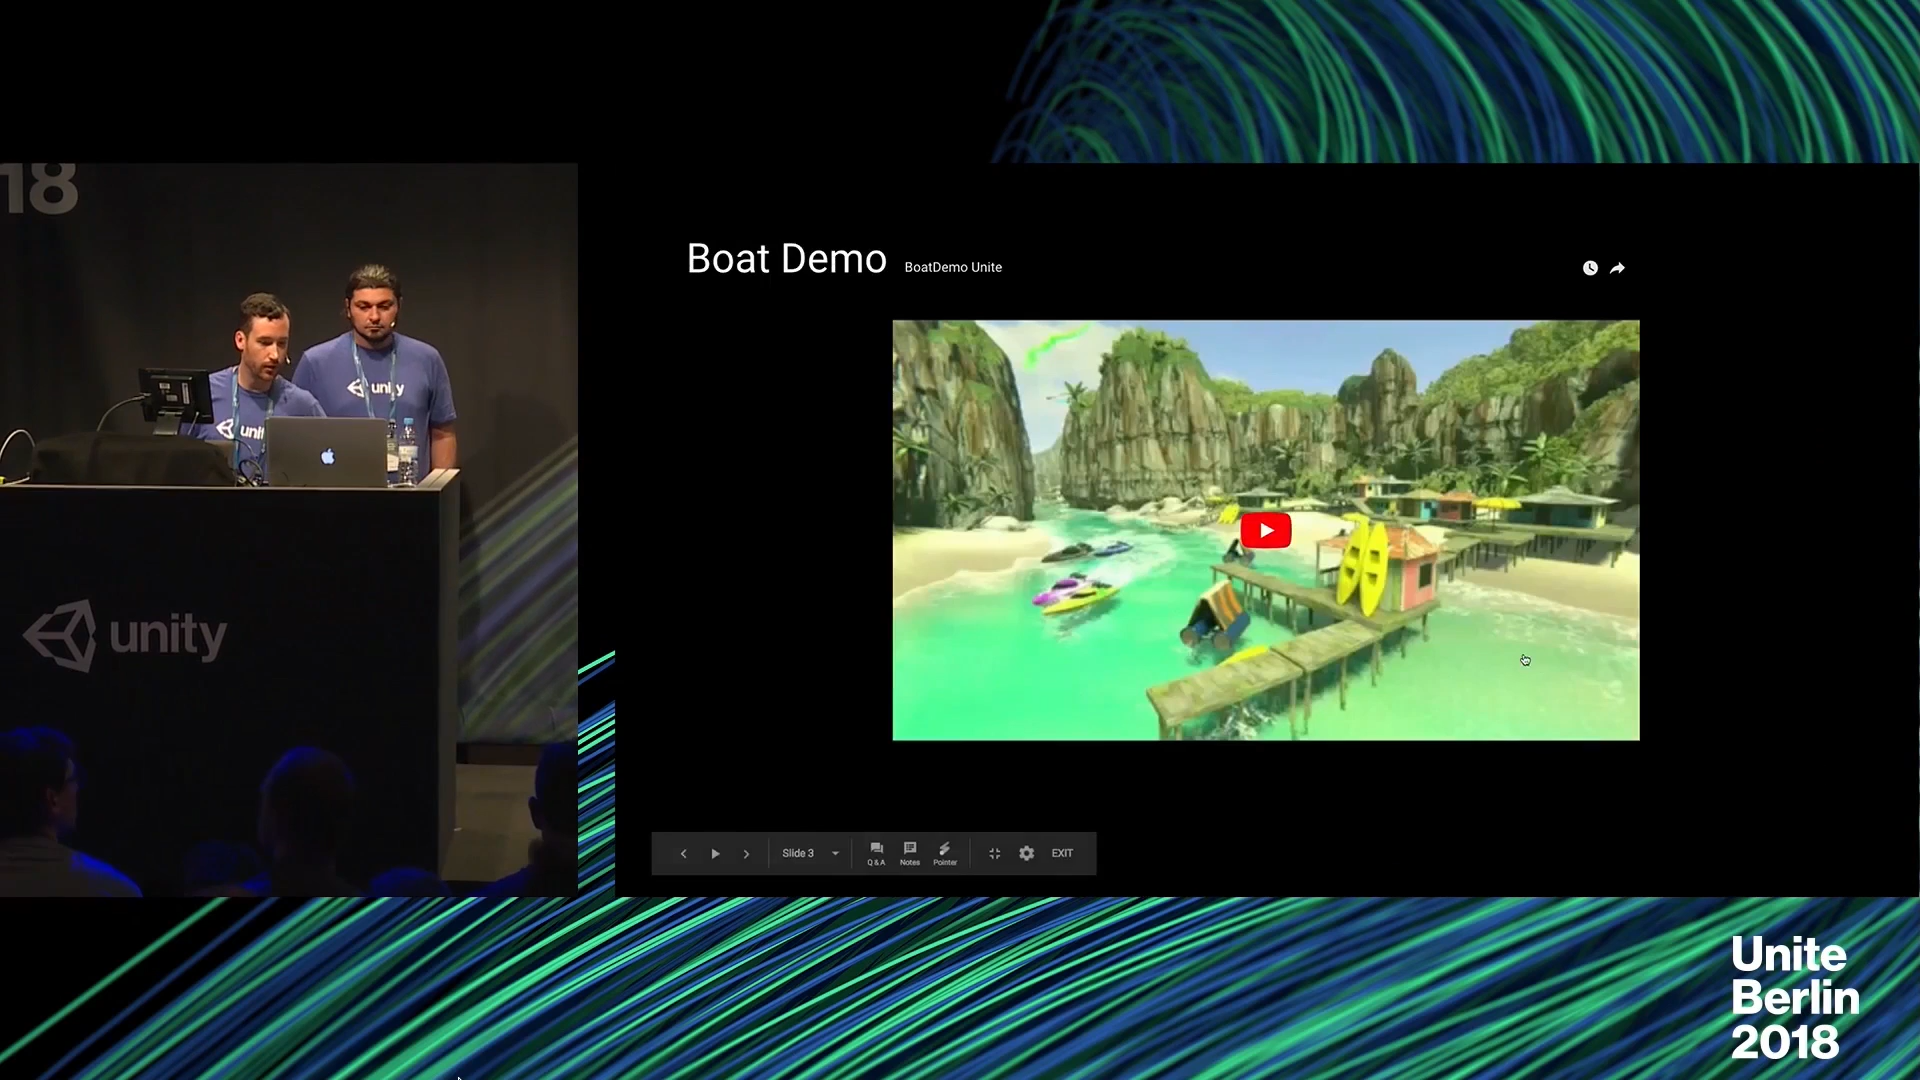 18
unity
unity
unity
Boat Demo
BoatDemo Unite
Slide 3
Q & A
Notes
Pointer
EXIT
Unite
Berlin
2018